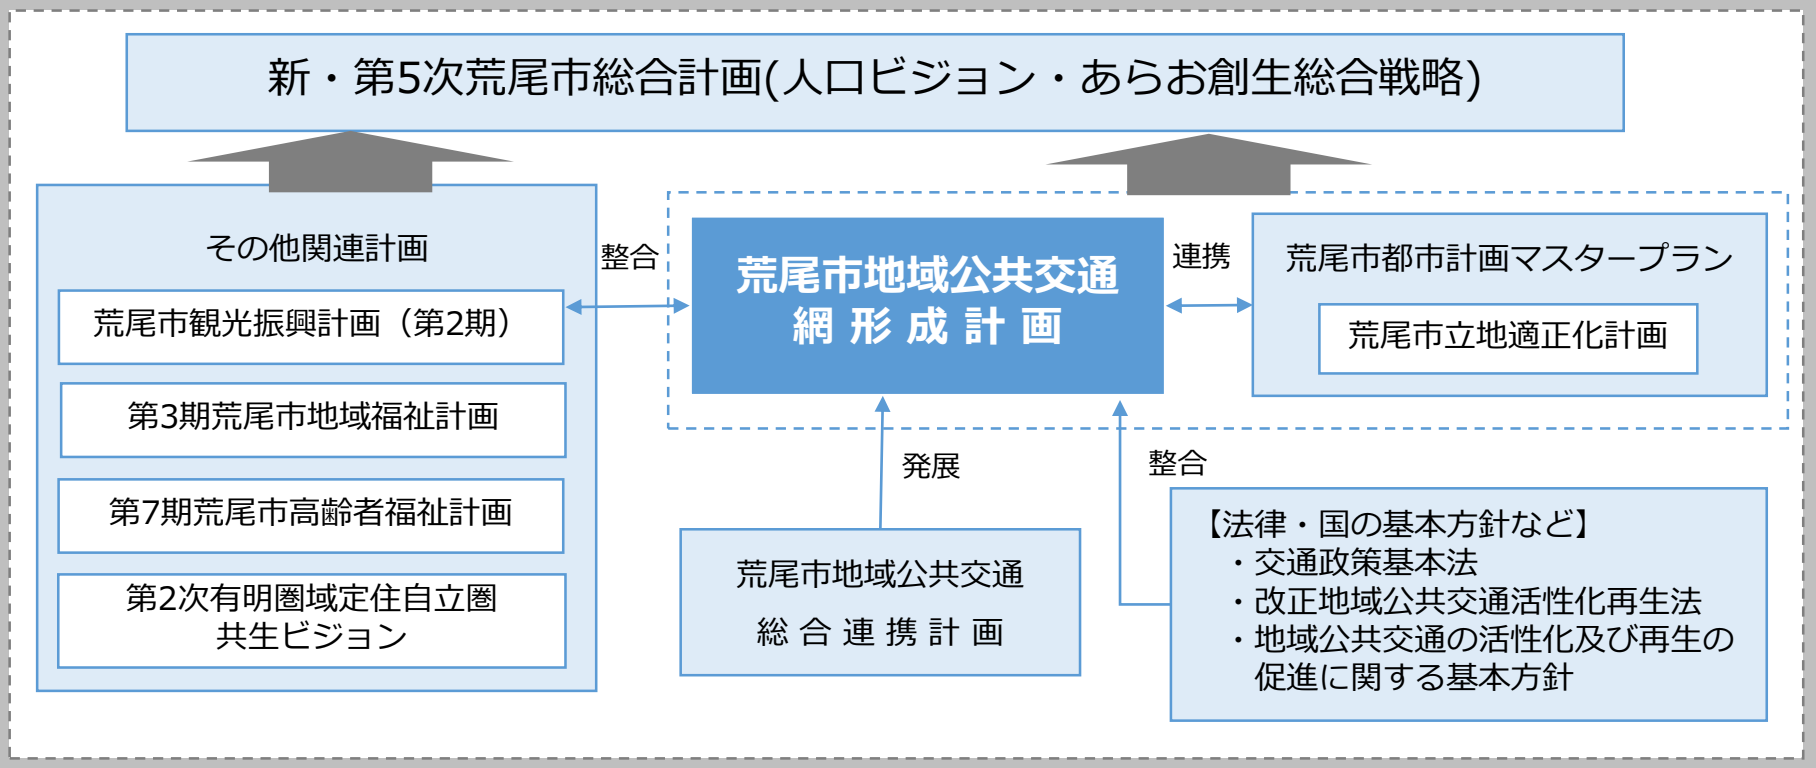 新・第5次荒尾市総合計画(人口ビジョン・あらお創生総合戦略)
その他関連計画
荒尾市観光振興計画（第2期）
第3期荒尾市地域福祉計画
第7期荒尾市高齢者福祉計画
第2次有明圏域定住自立圏
共生ビジョン
整合
荒尾市地域公共交通
網形成計画
連携
荒尾市都市計画マスタープラン
荒尾市立地適正化計画
発展
整合
荒尾市地域公共交通
総合連携計画
【法律・国の基本方針など】
・交通政策基本法
・改正地域公共交通活性化再生法
・地域公共交通の活性化及び再生の
促進に関する基本方針